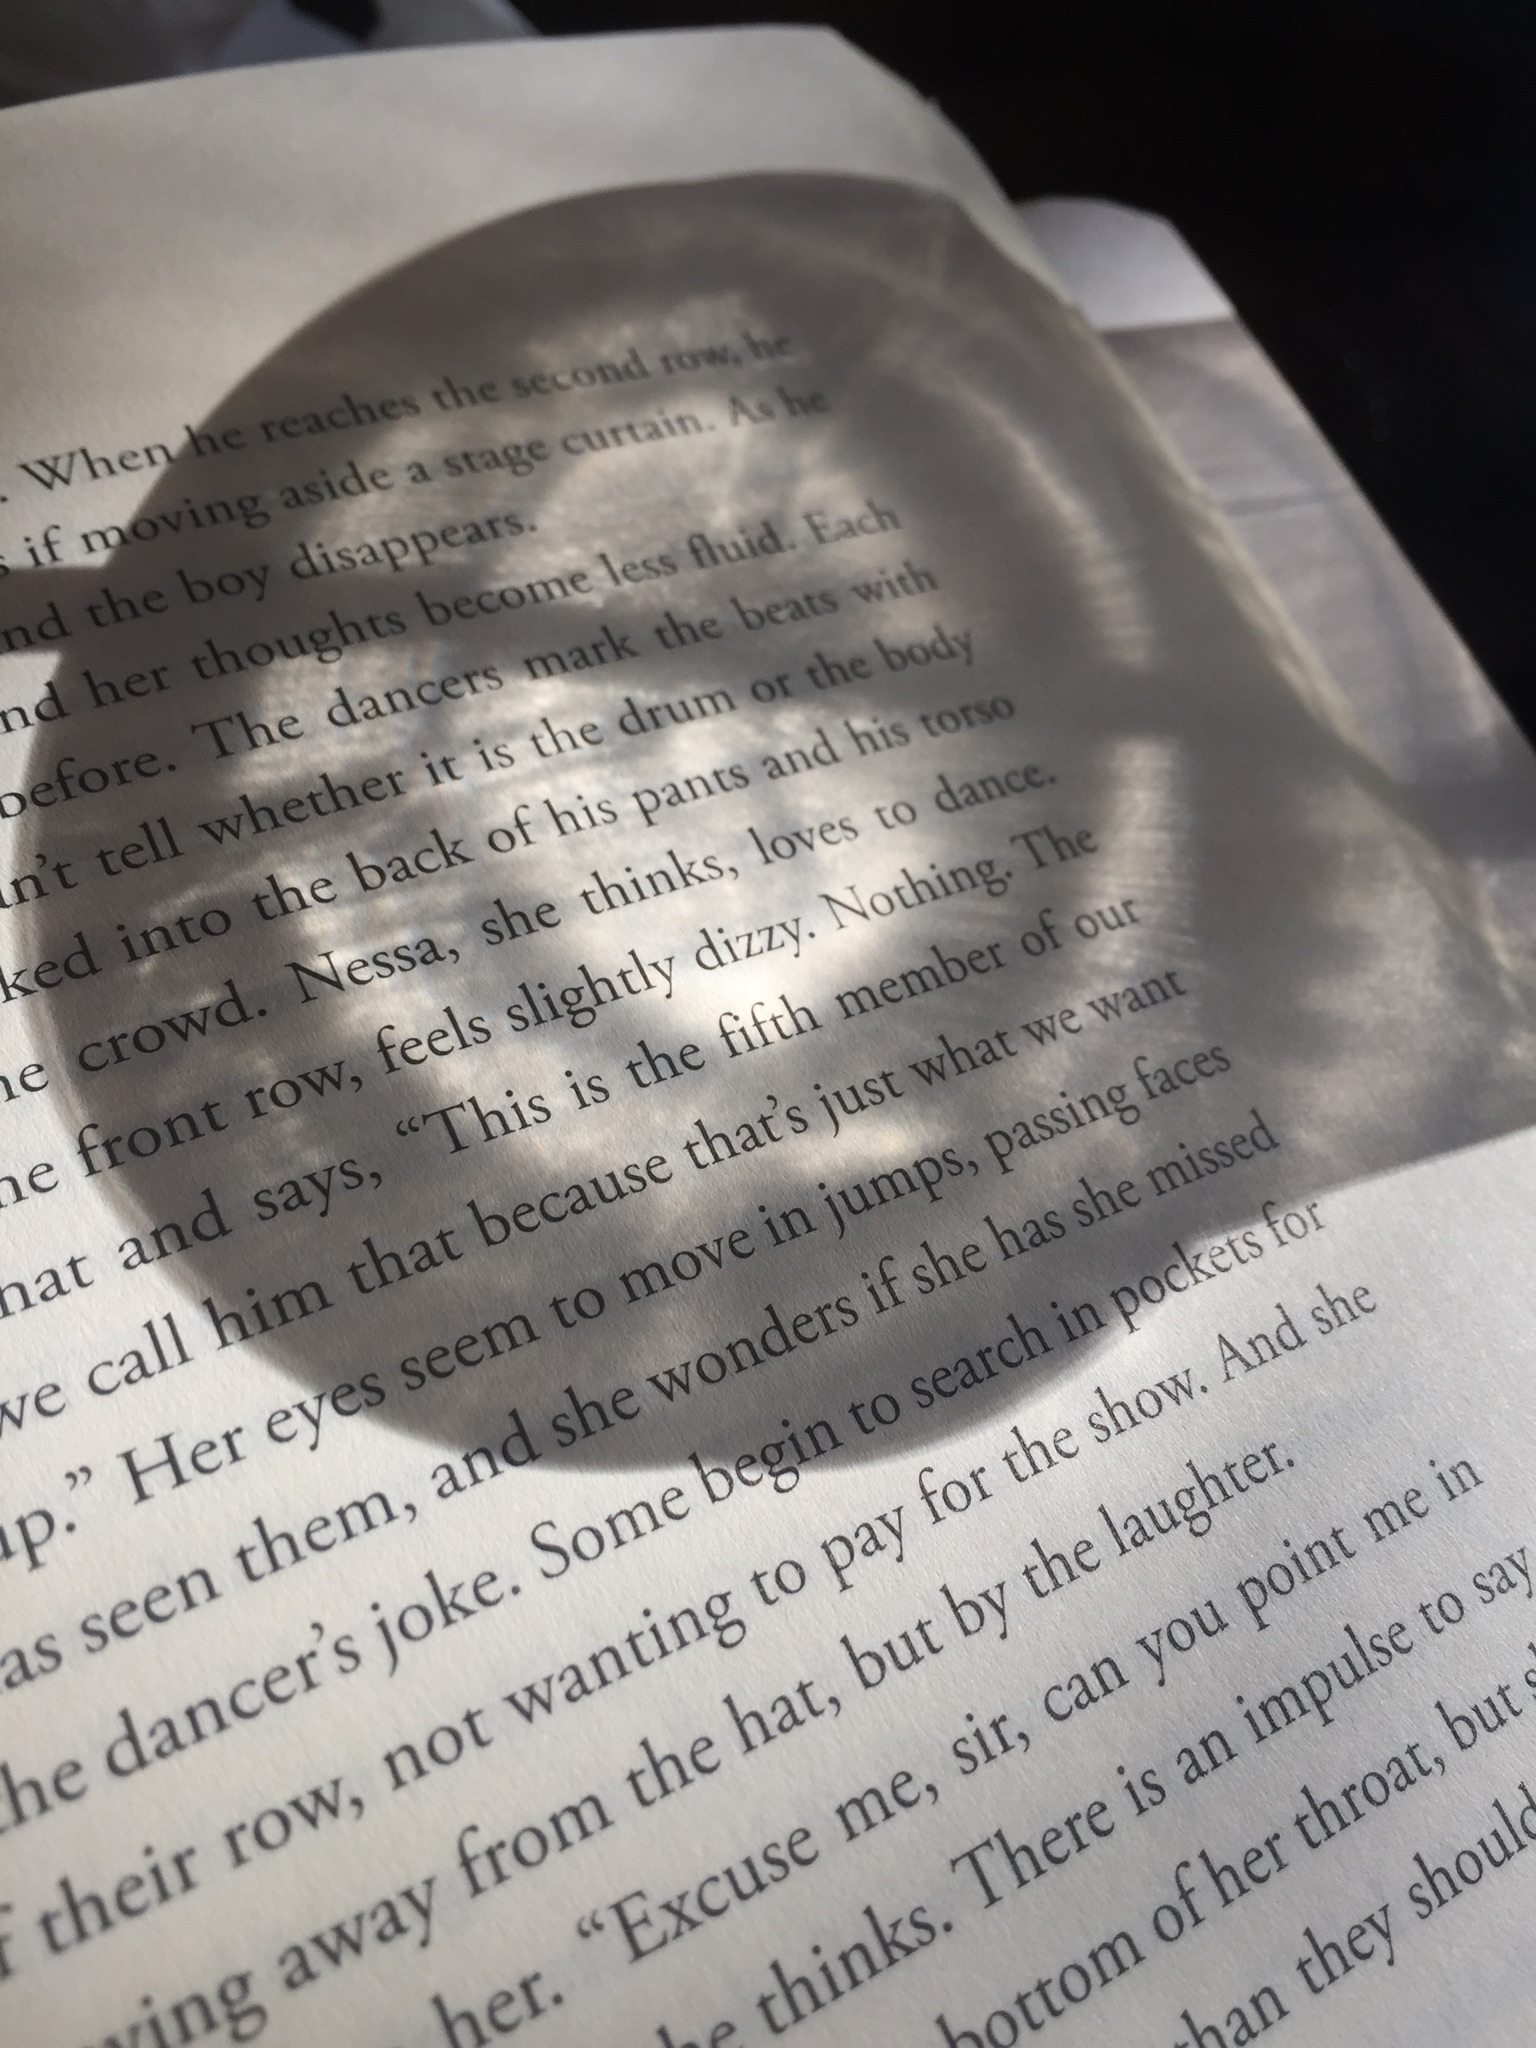 . When he reaches the second row, he
s if moving aside a stage curtain. As he
nd the boy disappears.
nd her thoughts become less fluid. Each
before. The dancers mark the beats with
n't tell whether it is the drum or the body
ked into the back of his pants and his torso
he crowd. Nessa, she thinks, loves to dance.
he front row, feels slightly dizzy. Nothing. The
hat and says, “This is the fifth member of our
we call him that because that’s just what we want
up.” Her eyes seem to move in jumps, passing faces
as seen them, and she wonders if she has she missed
the dancer’s joke. Some begin to search in pockets for
f their row, not wanting to pay for the show. And she
ving away from the hat, but by the laughter.
her. “Excuse me, sir, can you point me in
he thinks. There is an impulse to say
bottom of her throat, but s
than they should